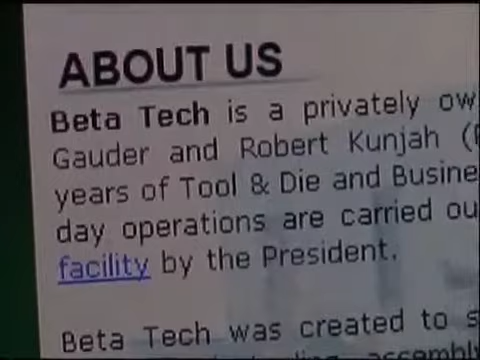 ABOUT US
Beta Tech is a privately ow
Gauder and Robert Kunjah (
years of Tool & Die and Busine
day operations are carried ou
facility by the President.
Beta Tech was created to s
assembly